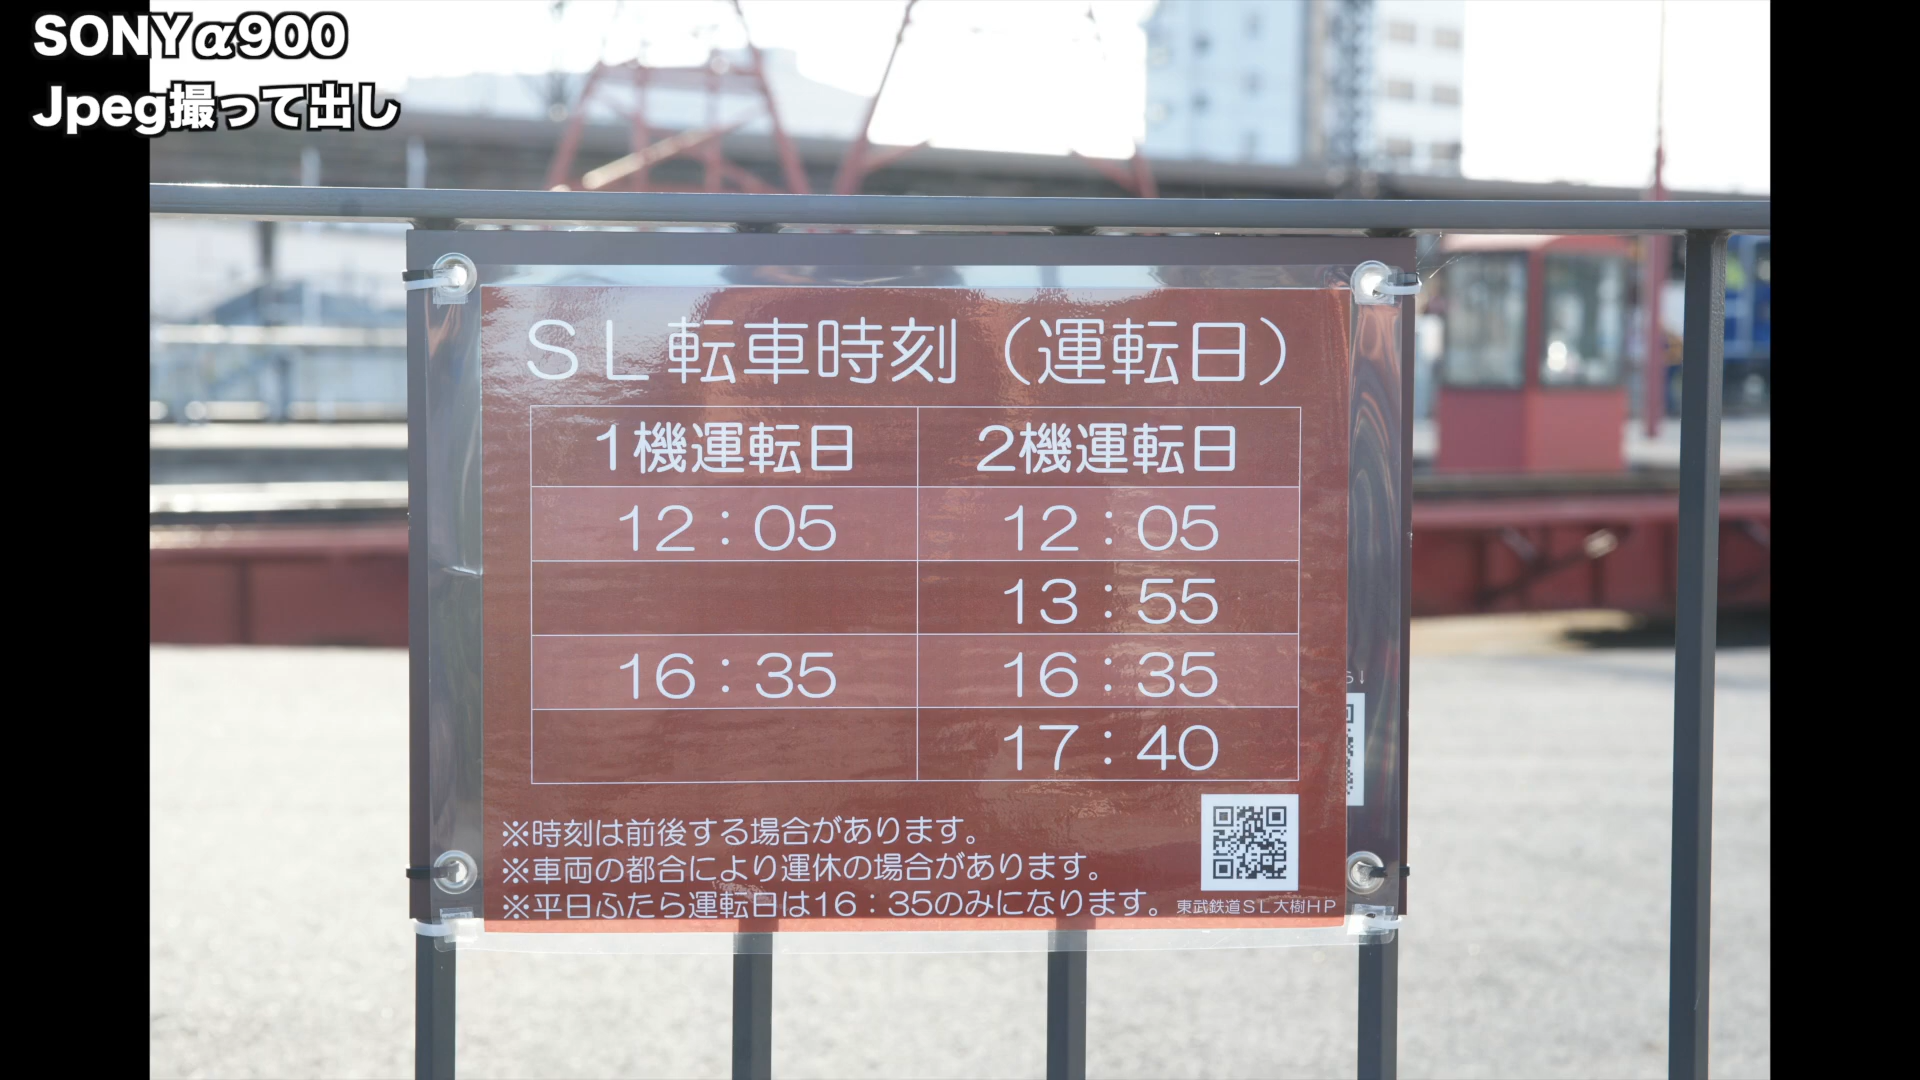 SONYα900
Jpeg撮って出し
ＳＬ転車時刻（運転日）
１機運転日 ２機運転日
１２：０５ １２：０５
１３：５５
１６：３５ １６：３５
１７：４０
※時刻は前後する場合があります。
※車両の都合により運休の場合があります。
※平日ふたら運転日は１６：３５のみになります。
東武鉄道ＳＬ大樹ＨＰ
ら↓